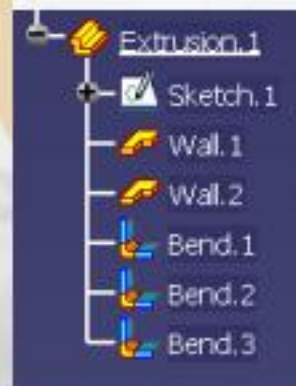 Extrusion.1
Sketch.1
Wall.1
Wall.2
Bend.1
Bend.2
Bend.3